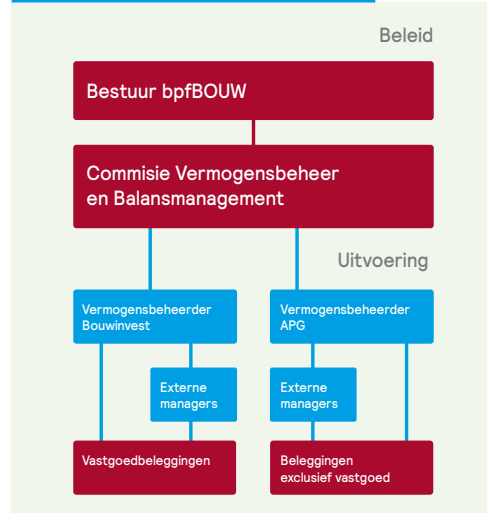 Beleid
Bestuur bpfBOUW
Commisie Vermogensbeheer
en Balansmanagement
Uitvoering
Vermogensbeheerder
Bouwinvest
Vermogensbeheerder
APG
Externe
managers
Externe
managers
Vastgoedbeleggingen
Beleggingen
exclusief vastgoed